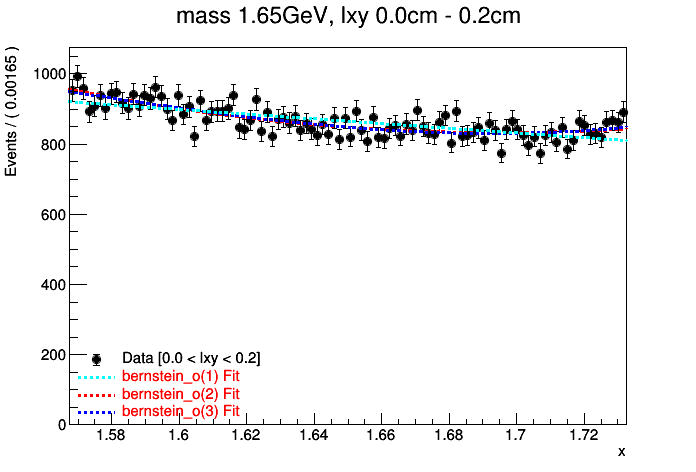 mass 1.65GeV, lxy 0.0cm - 0.2cm
Events / ( 0.00165 )
1000
800
600
400
200
0
Data [0.0 < lxy < 0.2]
bernstein_o(1) Fit
bernstein_o(2) Fit
bernstein_o(3) Fit
1.58 1.6 1.62 1.64 1.66 1.68 1.7 1.72
x